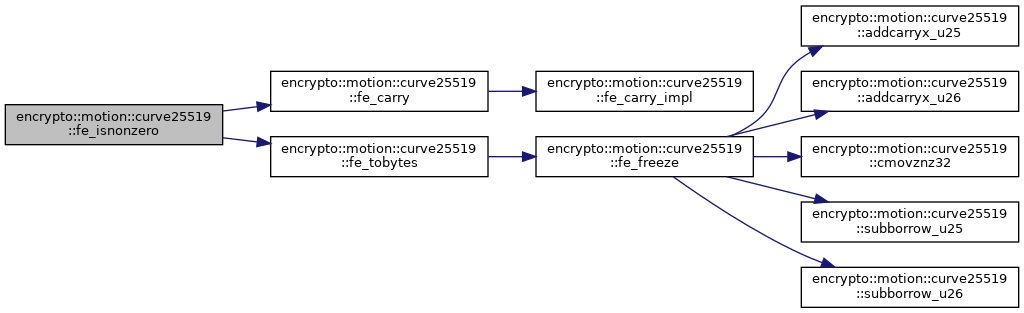 encrypto::motion::curve25519
::fe_isnonzero
encrypto::motion::curve25519
::fe_carry
encrypto::motion::curve25519
::fe_tobytes
encrypto::motion::curve25519
::fe_carry_impl
encrypto::motion::curve25519
::fe_freeze
encrypto::motion::curve25519
::addcarryx_u25
encrypto::motion::curve25519
::addcarryx_u26
encrypto::motion::curve25519
::cmovznz32
encrypto::motion::curve25519
::subborrow_u25
encrypto::motion::curve25519
::subborrow_u26